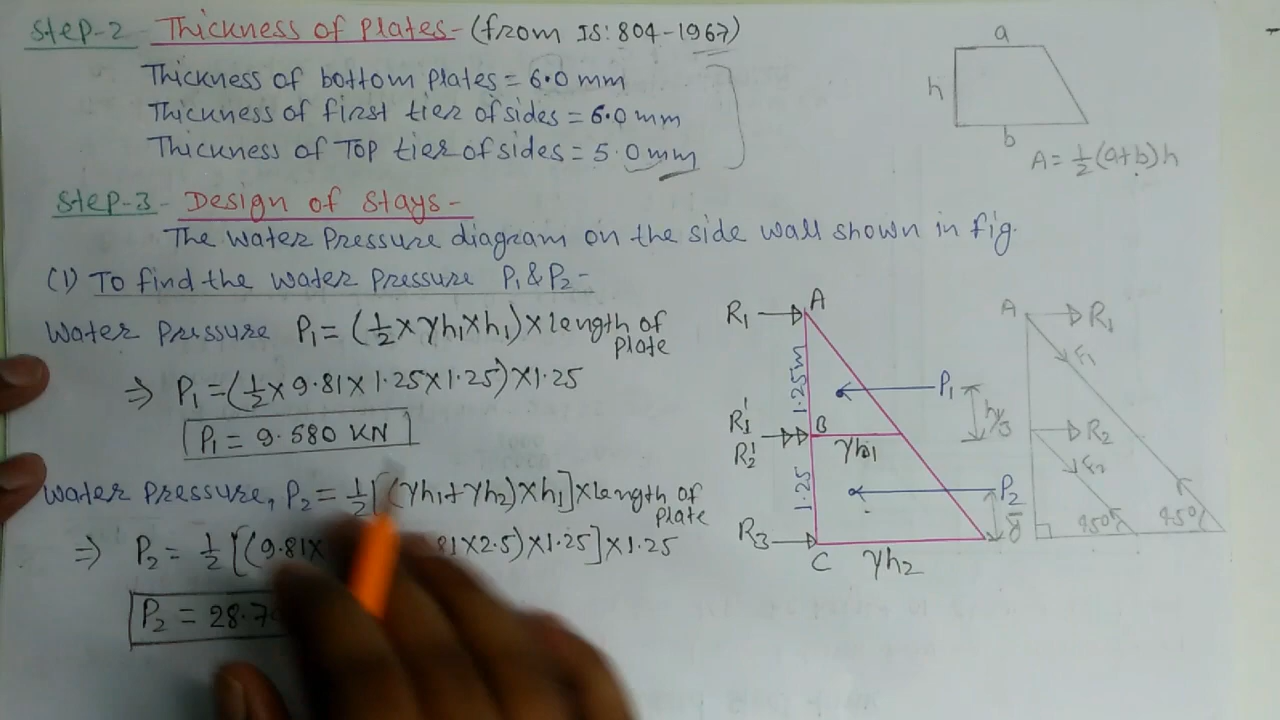 Step-2 Thickness of Plates- (from IS: 804-1967)
Thickness of bottom plates = 6.0 mm
Thickness of first tier of sides = 6.0 mm
Thickness of Top tier of sides = 5.0 mm
a
h
b
A = 1/2 (a+b) h
Step-3 - Design of Stays-
The Water Pressure diagram on the side wall shown in fig.
(1) To find the Water Pressure P₁ & P₂-
Water Pressure P₁ = (1/2 × γh₁ × h₁) × length of plate
⇒ P₁ = (1/2 × 9.81 × 1.25 × 1.25) × 1.25
P₁ = 9.580 KN
Water Pressure, P₂ = 1/2 [(γh₁ + γh₂) × h₁] × length of plate
⇒ P₂ = 1/2 [(9.81× 81×2.5) × 1.25] × 1.25
P₂ = 28.7
R₁ A
1.25m
P₁
h/3
R₁'
R₂'
B
γh₁
1.25
P₂
ȳ
R₃
C
γh₂
A R₁
F₁
R₂
F₂
45° 45°